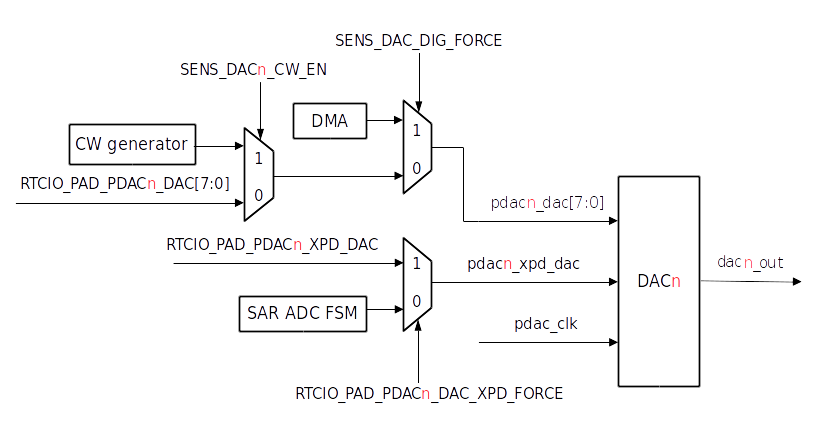 SENS_DAC_DIG_FORCE
SENS_DACn_CW_EN
DMA
1
CW generator
1
0
RTCIO_PAD_PDACn_DAC[7:0]
0
pdacn_dac[7:0]
RTCIO_PAD_PDACn_XPD_DAC
1
pdacn_xpd_dac
dacn_out
DACn
0
SAR ADC FSM
pdac_clk
RTCIO_PAD_PDACn_DAC_XPD_FORCE